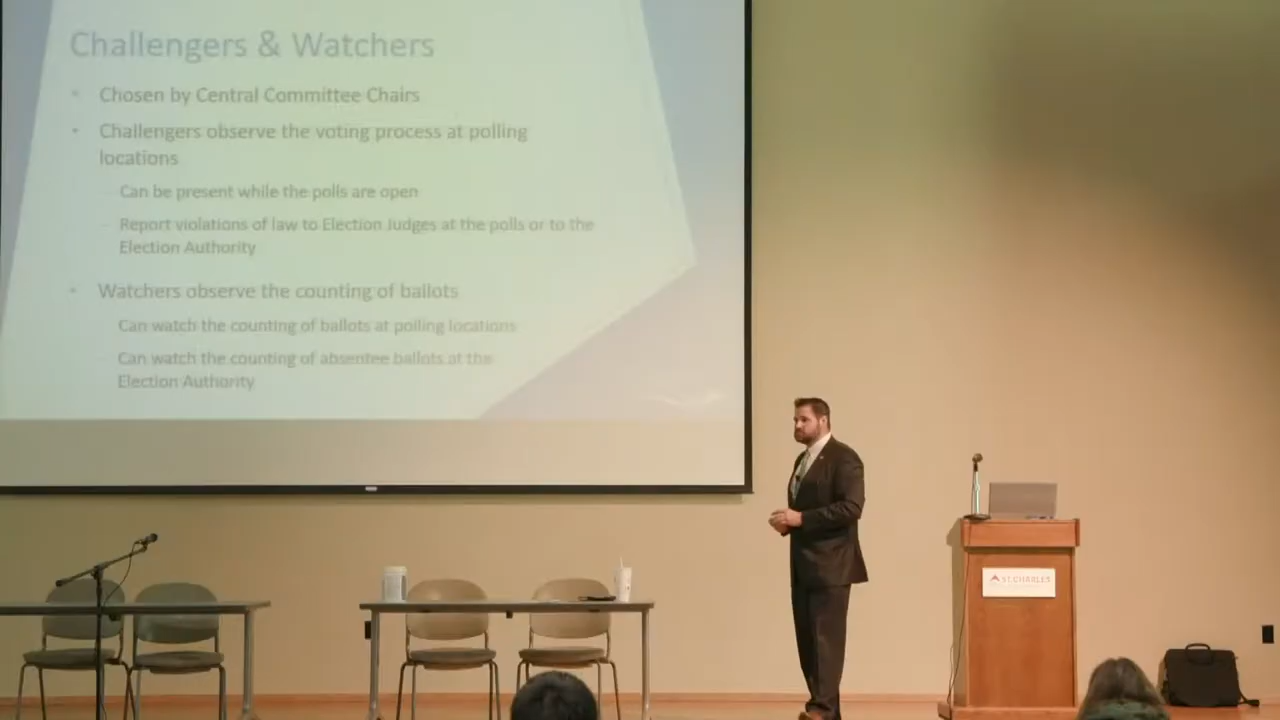 Challengers & Watchers
• Chosen by Central Committee Chairs
• Challengers observe the voting process at polling
locations
– Can be present while the polls are open
– Report violations of law to Election Judges at the polls or to the
Election Authority
• Watchers observe the counting of ballots
– Can watch the counting of ballots at polling locations
– Can watch the counting of absentee ballots at the
Election Authority
ST. CHARLES